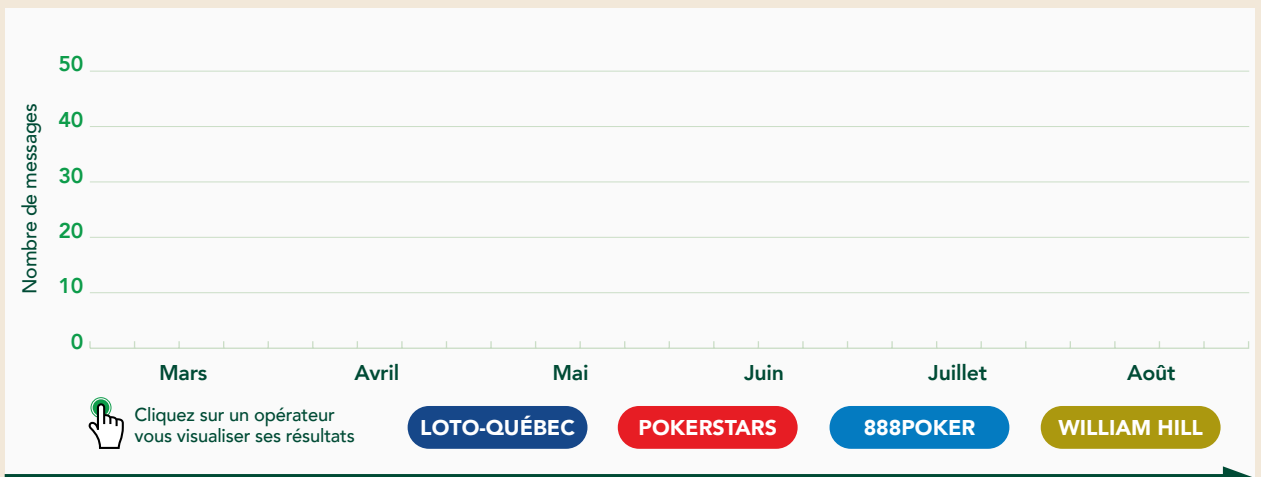 Nombre de messages
50
40
30
20
10
0
Mars Avril Mai Juin Juillet Août
Cliquez sur un opérateur
vous visualiser ses résultats
LOTO-QUÉBEC POKERSTARS 888POKER WILLIAM HILL